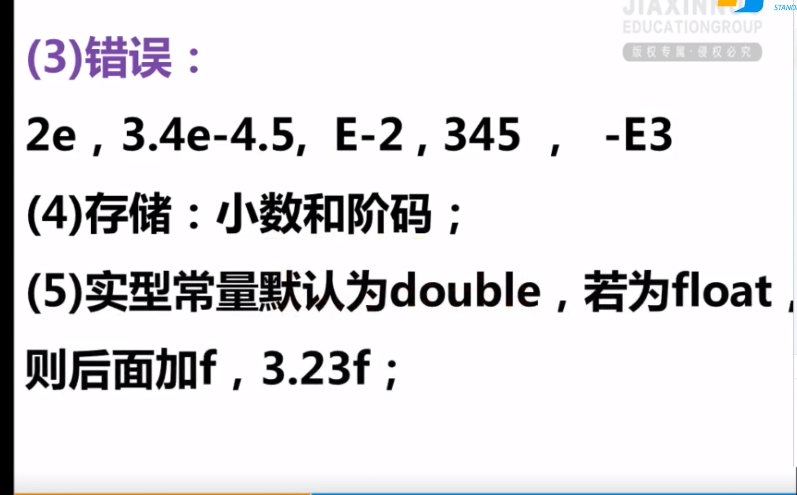 JIAXINN
EDUCATIONGROUP
版权专属·侵权必究
(3)错误：
2e，3.4e-4.5, E-2，345 ， -E3
(4)存储：小数和阶码；
(5)实型常量默认为double，若为float，
则后面加f，3.23f；